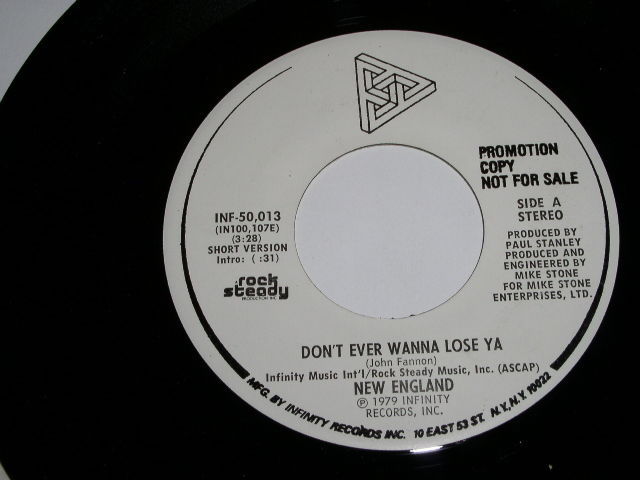 PROMOTION
COPY
NOT FOR SALE
INF-50,013
(IN100,107E)
(3:28)
SHORT VERSION
Intro: ( :31)
rock
steady
PRODUCTION INC.
SIDE A
STEREO
PRODUCED BY
PAUL STANLEY
PRODUCED AND
ENGINEERED BY
MIKE STONE
FOR MIKE STONE
ENTERPRISES, LTD.
DON'T EVER WANNA LOSE YA
(John Fannon)
Infinity Music Int'l/Rock Steady Music, Inc. (ASCAP)
NEW ENGLAND
℗ 1979 INFINITY
RECORDS, INC.
MFG. BY INFINITY RECORDS INC. 10 EAST 53 ST. N.Y., N.Y. 10022